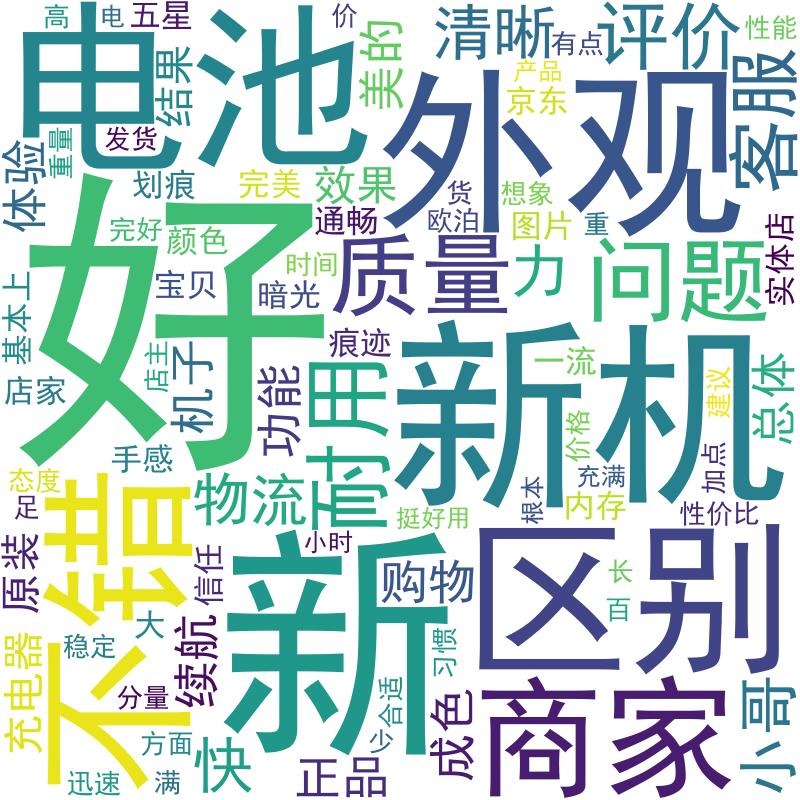 高
电
五星
价
电池
结果
美的
清晰
有点
评价
性能
产品
京东
外观
客服
重量
发货
体验
划痕
完美
效果
货
想象
欧泊
图片
重
实体店
完好
颜色
通畅
时间
宝贝
暗光
质量
力
问题
好
基本上
店家
店主
机子
痕迹
功能
耐用
新机
一流
总体
价格
建议
加点
手感
态度
足
物流
挺好用
充满
根本
内存
性价比
不错
原装
信任
小时
新
购物
区别
长
百
充电器
稳定
大
续航
分量
习惯
方面
迅速
满
快
正品
合适
少
成色
商家
小哥